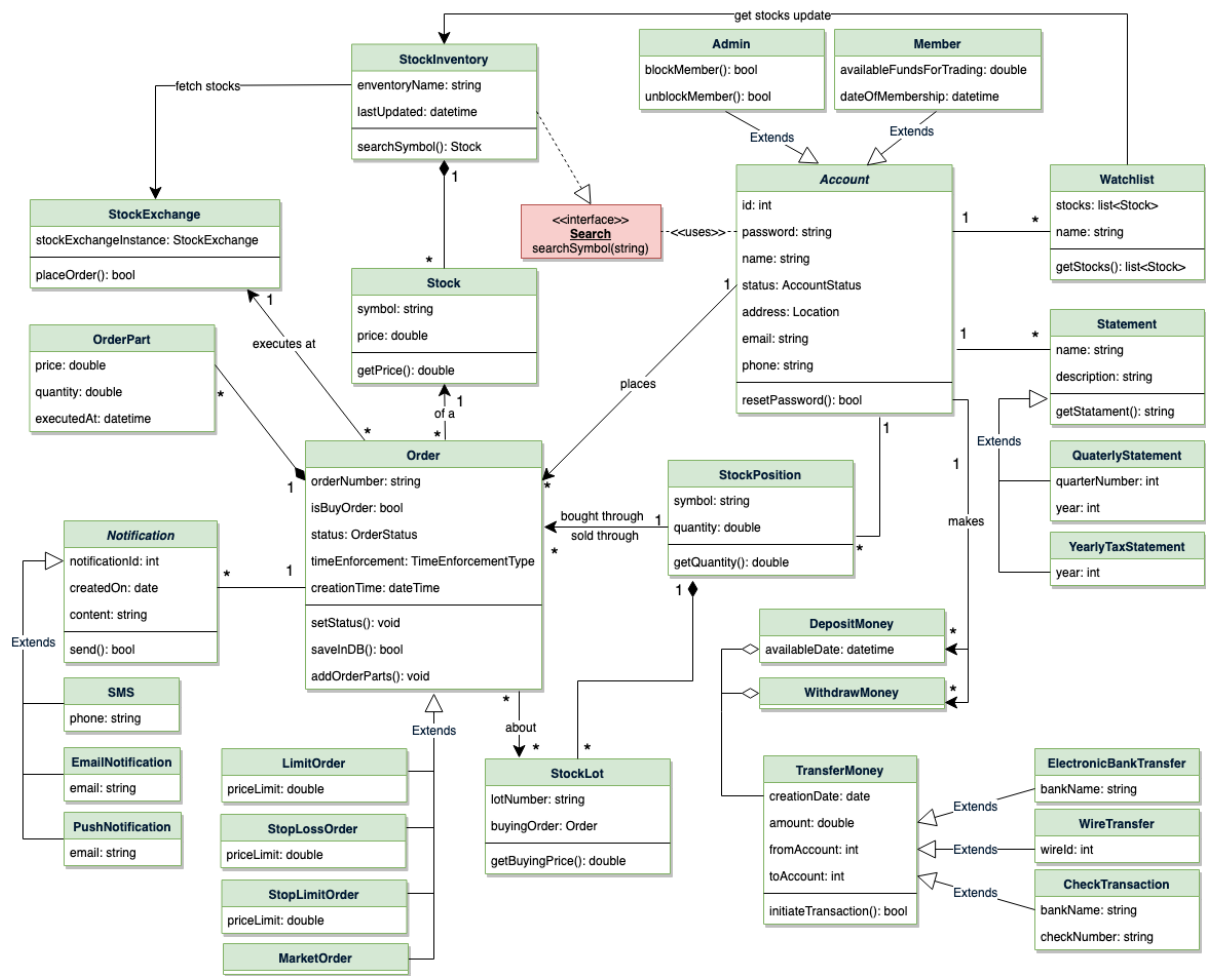 get stocks update
StockInventory
enventoryName: string
lastUpdated: datetime
searchSymbol(): Stock
fetch stocks
1
*
Admin
blockMember(): bool
unblockMember(): bool
Member
availableFundsForTrading: double
dateOfMembership: datetime
Extends
Extends
StockExchange
stockExchangeInstance: StockExchange
placeOrder(): bool
1
executes at
*
<<interface>>
Search
searchSymbol(string)
<<uses>>
Account
id: int
password: string
name: string
status: AccountStatus
address: Location
email: string
phone: string
resetPassword(): bool
1
*
Watchlist
stocks: list<Stock>
name: string
getStocks(): list<Stock>
Stock
symbol: string
price: double
getPrice(): double
1
of a
*
1
places
*
1
*
Statement
name: string
description: string
getStatament(): string
Extends
QuaterlyStatement
quarterNumber: int
year: int
YearlyTaxStatement
year: int
OrderPart
price: double
quantity: double
executedAt: datetime
*
1
Order
orderNumber: string
isBuyOrder: bool
status: OrderStatus
timeEnforcement: TimeEnforcementType
creationTime: dateTime
setStatus(): void
saveInDB(): bool
addOrderParts(): void
StockPosition
symbol: string
quantity: double
getQuantity(): double
bought through
sold through
1
*
1
*
1
makes
*
*
Notification
notificationId: int
createdOn: date
content: string
send(): bool
*
1
Extends
SMS
phone: string
EmailNotification
email: string
PushNotification
email: string
Extends
LimitOrder
priceLimit: double
StopLossOrder
priceLimit: double
StopLimitOrder
priceLimit: double
MarketOrder
*
about
*
1
*
StockLot
lotNumber: string
buyingOrder: Order
getBuyingPrice(): double
DepositMoney
availableDate: datetime
WithdrawMoney
TransferMoney
creationDate: date
amount: double
fromAccount: int
toAccount: int
initiateTransaction(): bool
Extends
Extends
Extends
ElectronicBankTransfer
bankName: string
WireTransfer
wireId: int
CheckTransaction
bankName: string
checkNumber: string